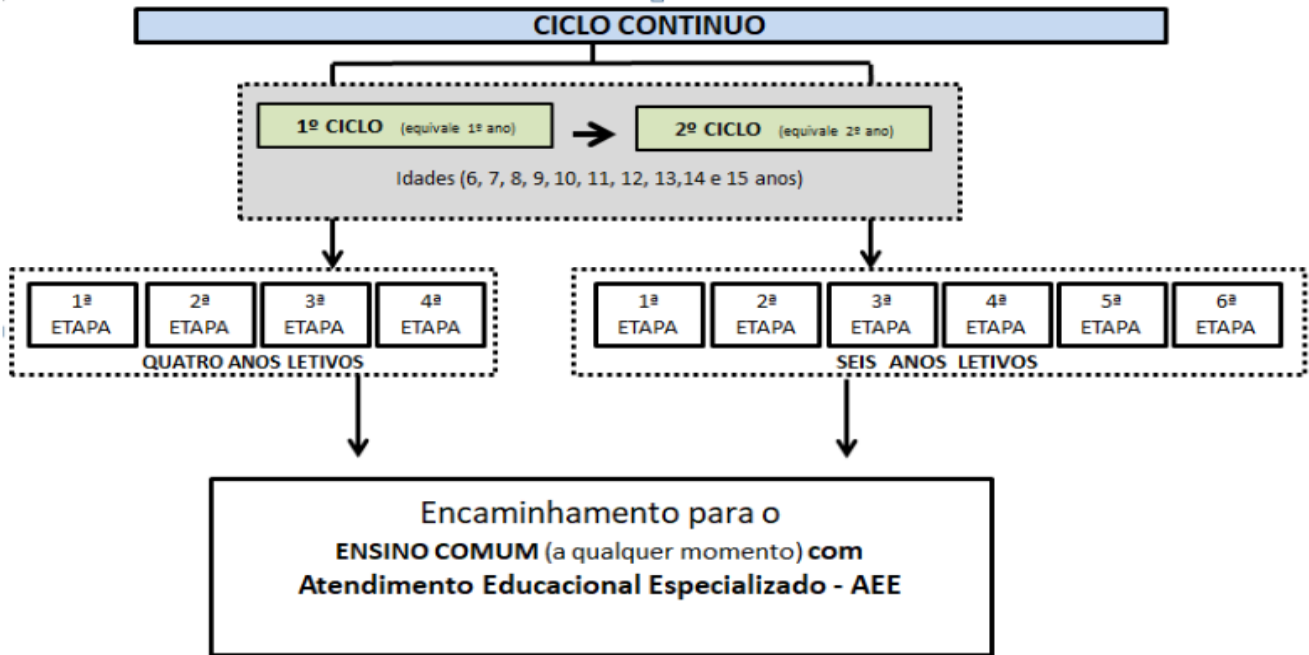 CICLO CONTINUO
1º CICLO (equivale 1º ano)
2º CICLO (equivale 2º ano)
Idades (6, 7, 8, 9, 10, 11, 12, 13,14 e 15 anos)
1ª ETAPA
2ª ETAPA
3ª ETAPA
4ª ETAPA
QUATRO ANOS LETIVOS
1ª ETAPA
2ª ETAPA
3ª ETAPA
4ª ETAPA
5ª ETAPA
6ª ETAPA
SEIS ANOS LETIVOS
Encaminhamento para o
ENSINO COMUM (a qualquer momento) com
Atendimento Educacional Especializado - AEE